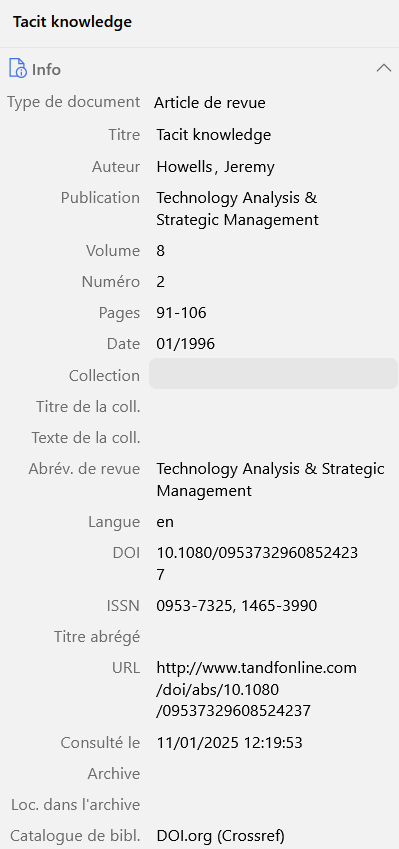 Tacit knowledge
Info
Type de document Article de revue
Titre Tacit knowledge
Auteur Howells, Jeremy
Publication Technology Analysis &
Strategic Management
Volume 8
Numéro 2
Pages 91-106
Date 01/1996
Collection
Titre de la coll.
Texte de la coll.
Abrév. de revue Technology Analysis & Strategic
Management
Langue en
DOI 10.1080/0953732960852423
7
ISSN 0953-7325, 1465-3990
Titre abrégé
URL http://www.tandfonline.com
/doi/abs/10.1080
/09537329608524237
Consulté le 11/01/2025 12:19:53
Archive
Loc. dans l'archive
Catalogue de bibl. DOI.org (Crossref)